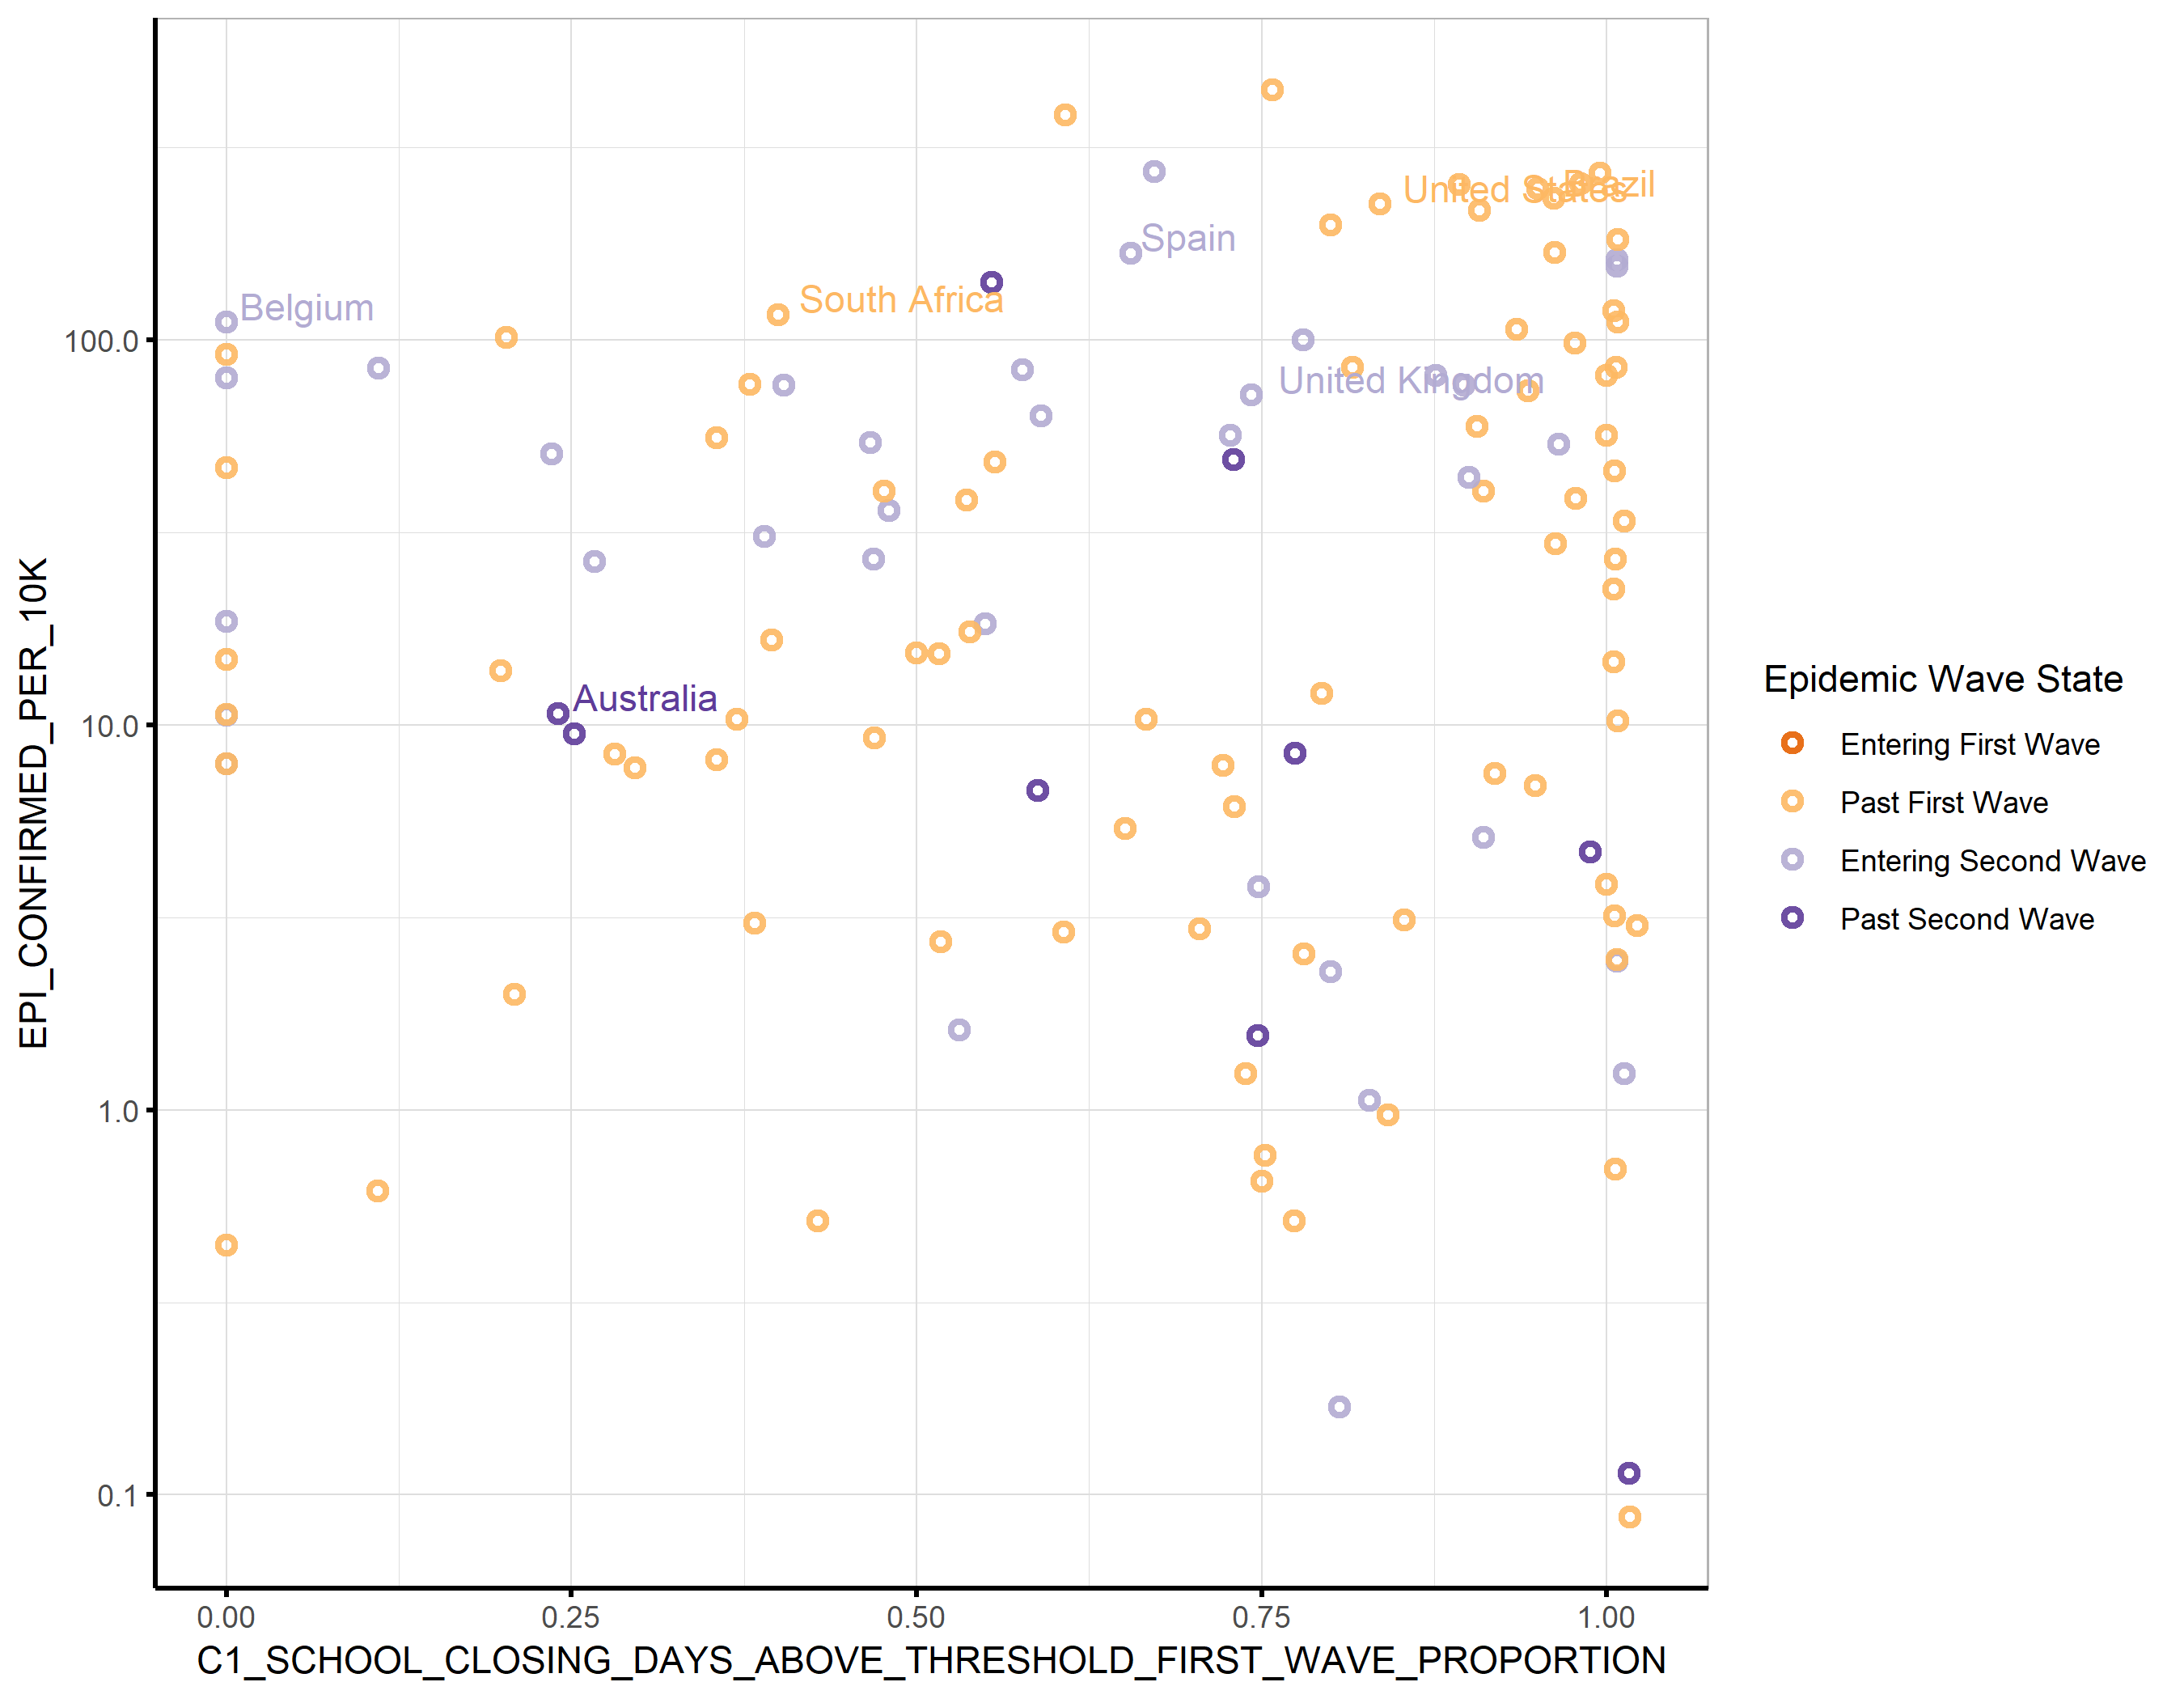 United States
Brazil
Spain
South Africa
Belgium
United Kingdom
Australia
EPI_CONFIRMED_PER_10K
100.0
10.0
1.0
0.1
0.00
0.25
0.50
0.75
1.00
C1_SCHOOL_CLOSING_DAYS_ABOVE_THRESHOLD_FIRST_WAVE_PROPORTION
Epidemic Wave State
Entering First Wave
Past First Wave
Entering Second Wave
Past Second Wave